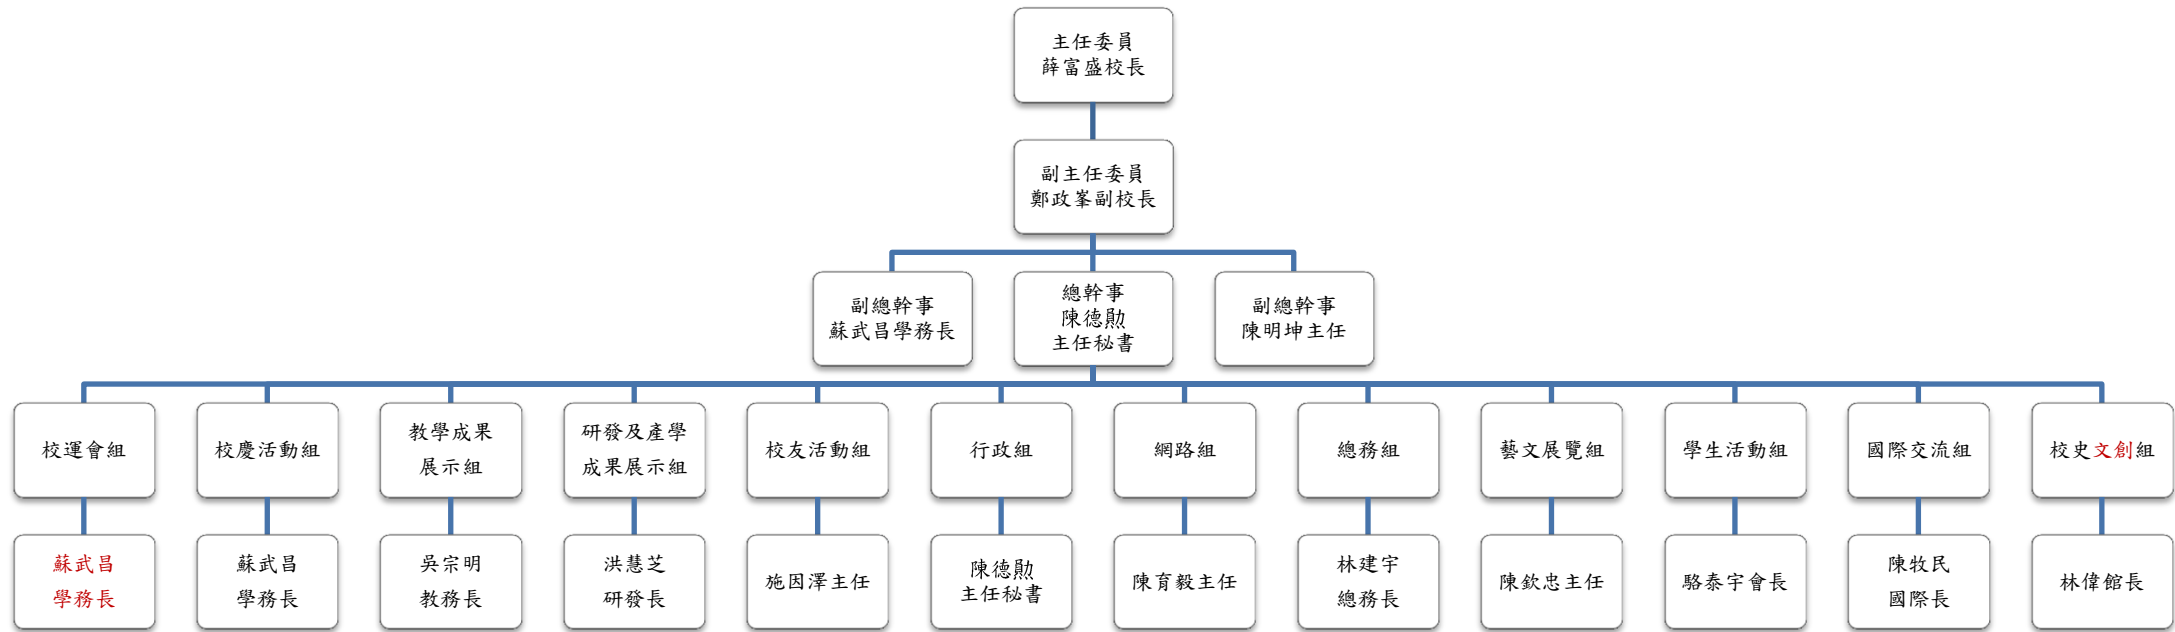 主任委員
薛富盛校長
副主任委員
鄭政峯副校長
副總幹事
蘇武昌學務長
總幹事
陳德勛
主任秘書
副總幹事
陳明坤主任
校運會組
校慶活動組
教學成果
展示組
研發及產學
成果展示組
校友活動組
行政組
網路組
總務組
藝文展覽組
學生活動組
國際交流組
校史文創組
蘇武昌
學務長
蘇武昌
學務長
吳宗明
教務長
洪慧芝
研發長
施因澤主任
陳德勛
主任秘書
陳育毅主任
林建宇
總務長
陳欽忠主任
駱泰宇會長
陳牧民
國際長
林偉館長